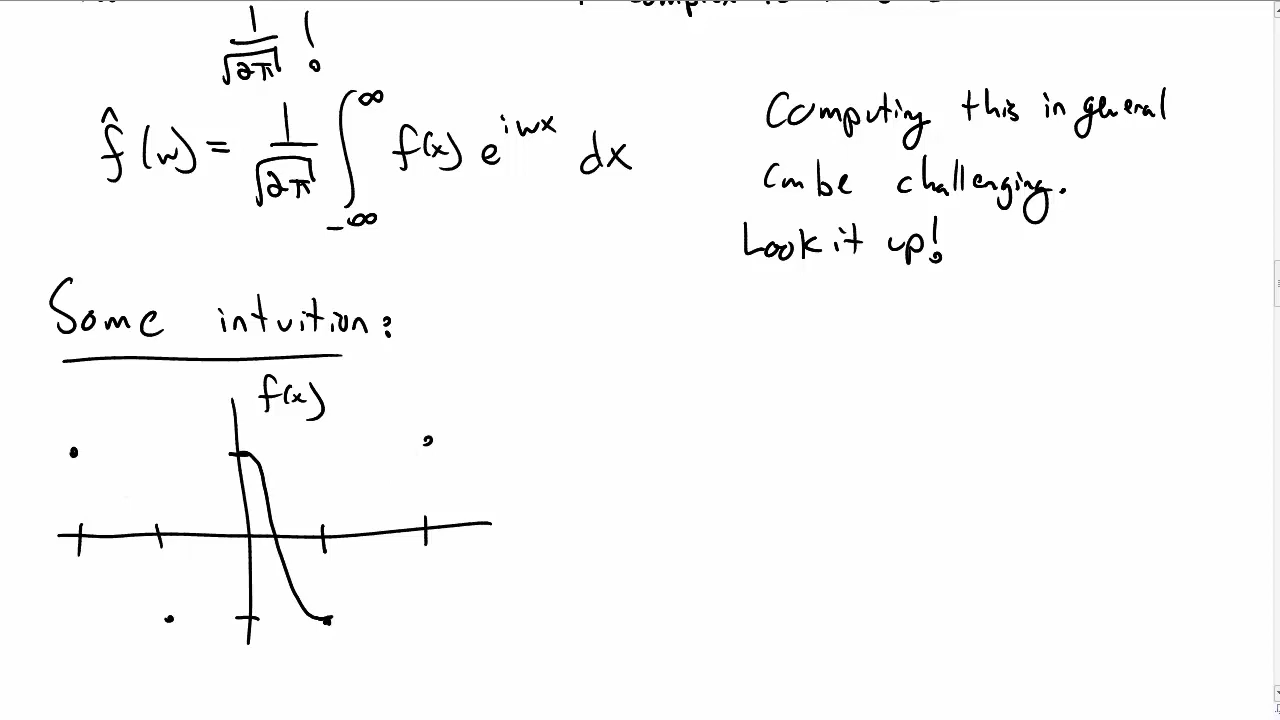 1/√2π !
f̂(w) = 1/√2π ∫_{-∞}^{∞} f(x) e^{iwx} dx
Computing this in general
can be challenging.
Look it up!
Some intuition:
f(x)